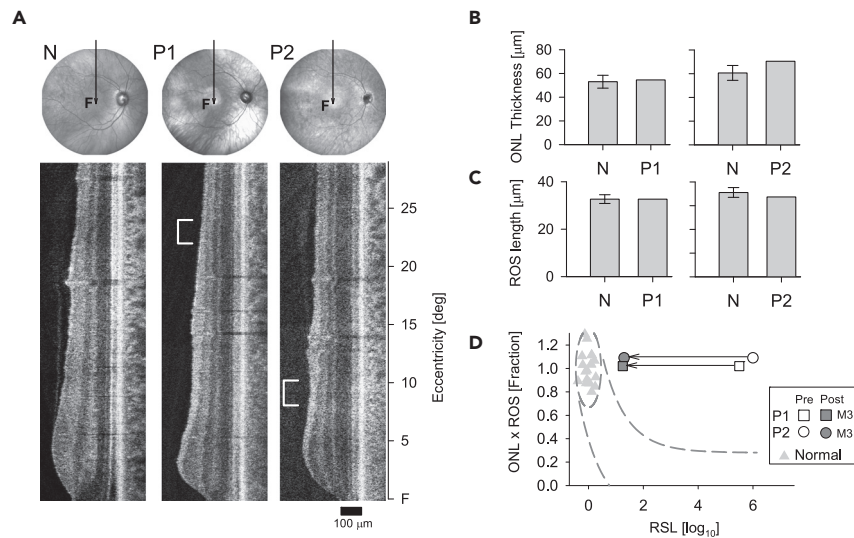 A
N
P1
P2
F
F
F
25
20
15
10
5
F
Eccentricity [deg]
100 µm
B
ONL Thickness [µm]
80
60
40
20
0
N P1
N P2
C
ROS length [µm]
40
20
0
N P1
N P2
D
ONL x ROS [Fraction]
1.2
1.0
0.8
0.6
0.4
0.2
0.0
0 2 4 6
RSL [log10]
Pre Post
P1 M3
P2 M3
Normal